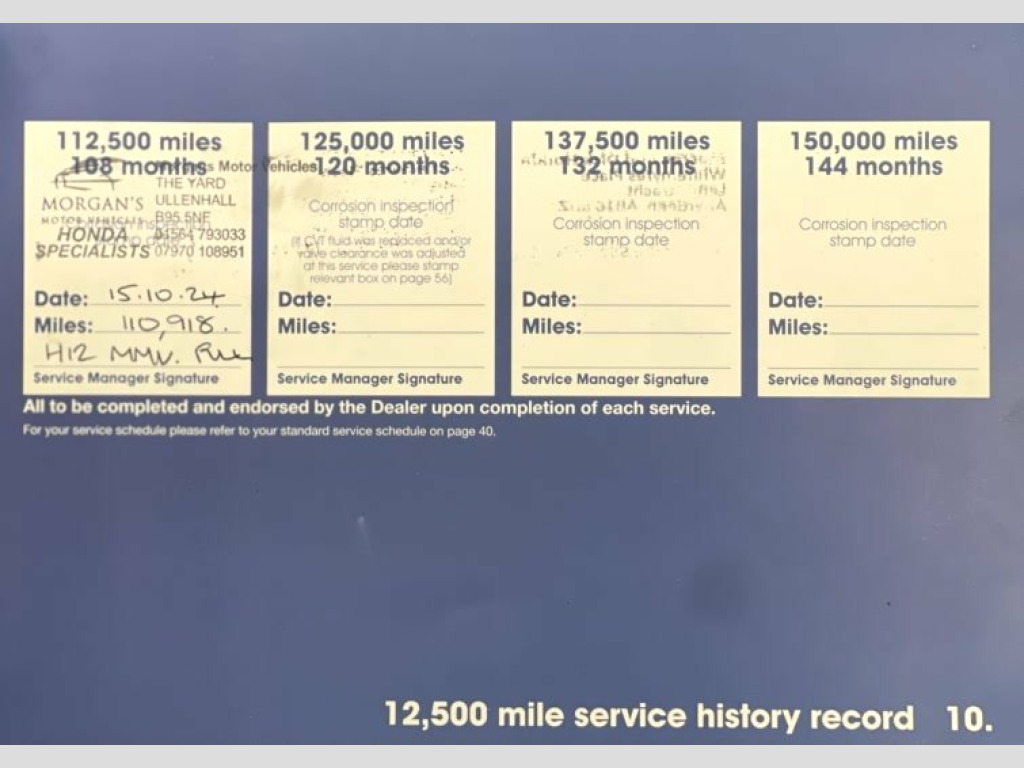 112,500 miles
108 months
Motor Vehicles
THE YARD
MORGAN'S ULLENHALL
MOTOR VEHICLES B95 5NE
HONDA 01564 793033
SPECIALISTS 07970 108951
Date: 15.10.24
Miles: 110,918.
H12 MMV.
Service Manager Signature
125,000 miles
120 months
Corrosion inspection
stamp date
(If CVT fluid was replaced and/or
valve clearance was adjusted
at this service please stamp
relevant box on page 56)
Date:
Miles:
Service Manager Signature
137,500 miles
132 months
Corrosion inspection
stamp date
Date:
Miles:
Service Manager Signature
150,000 miles
144 months
Corrosion inspection
stamp date
Date:
Miles:
Service Manager Signature
All to be completed and endorsed by the Dealer upon completion of each service.
For your service schedule please refer to your standard service schedule on page 40.
12,500 mile service history record 10.